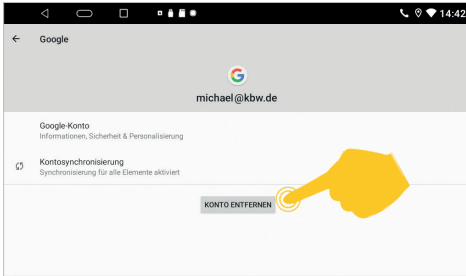 14:42
Google
michael@kbw.de
Google-Konto
Informationen, Sicherheit & Personalisierung
Kontosynchronisierung
Synchronisierung für alle Elemente aktiviert
KONTO ENTFERNEN